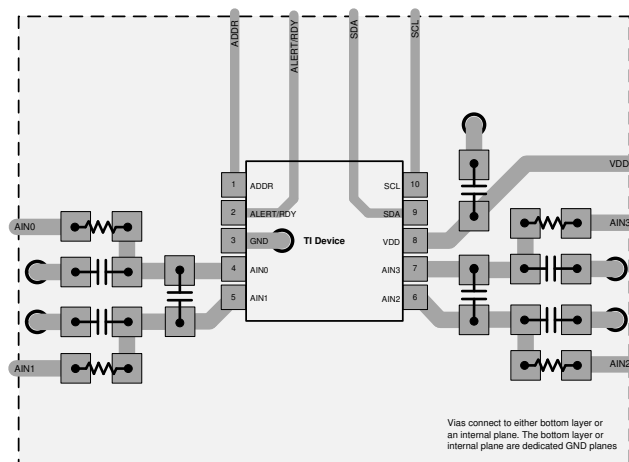 ADDR
ALERT/RDY
SDA
SCL
VDD
1
ADDR
SCL
10
2
ALERT/RDY
SDA
9
3
GND
TI Device
VDD
8
4
AIN0
AIN3
7
5
AIN1
AIN2
6
AIN0
AIN3
AIN1
AIN2
Vias connect to either bottom layer or
an internal plane. The bottom layer or
internal plane are dedicated GND planes